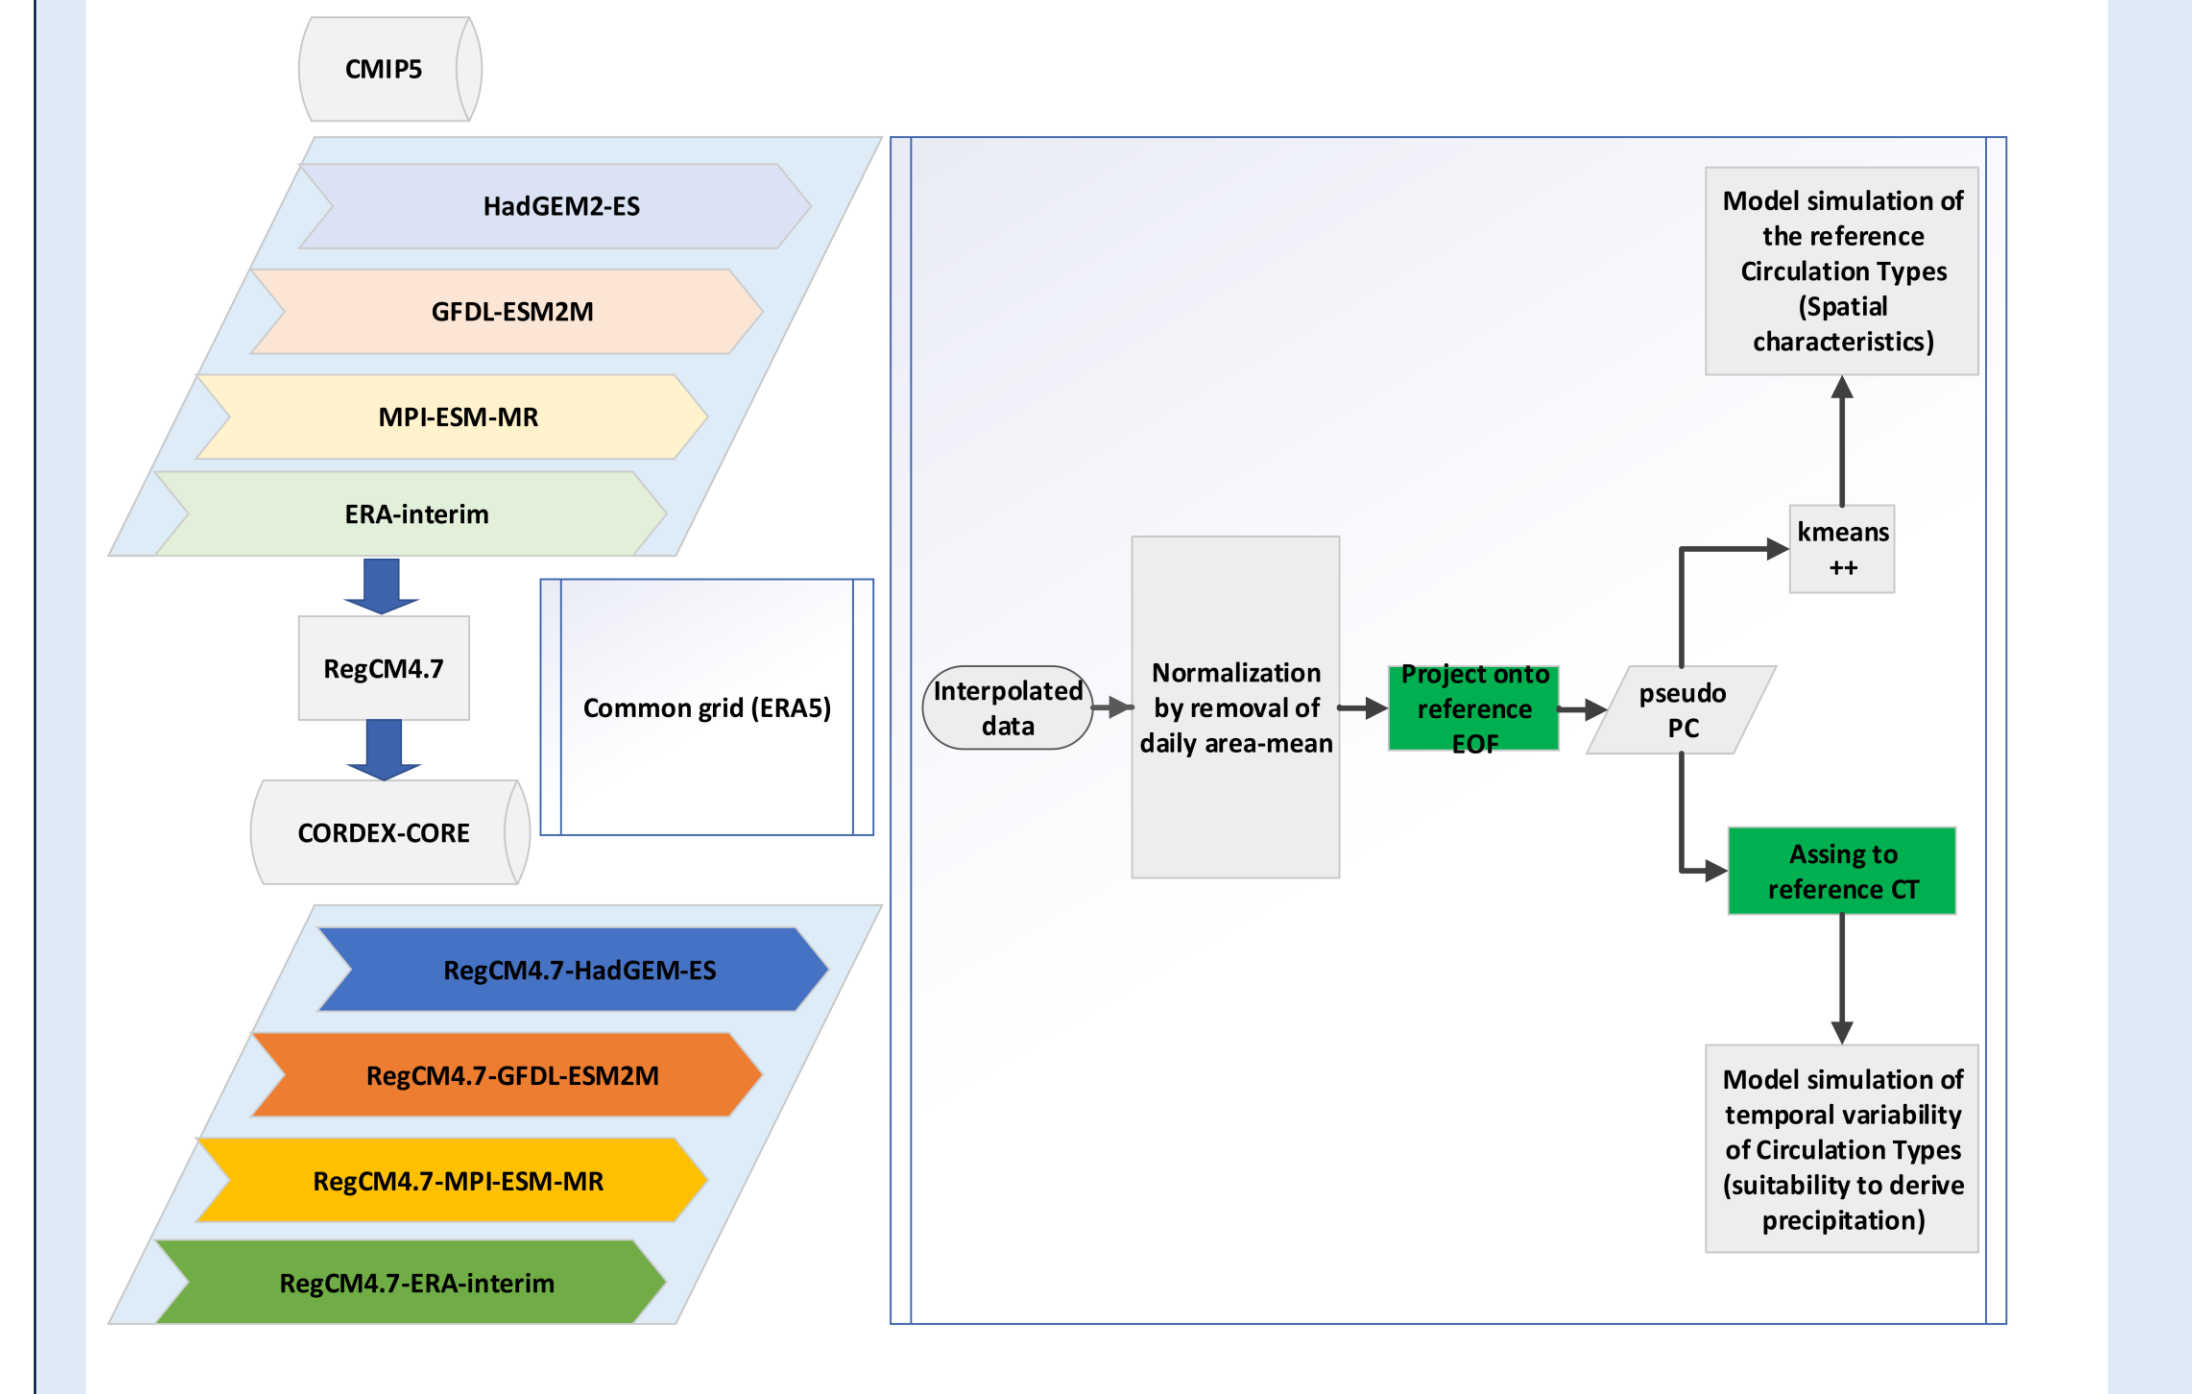 CMIP5
HadGEM2-ES
GFDL-ESM2M
MPI-ESM-MR
ERA-interim
RegCM4.7
Common grid (ERA5)
CORDEX-CORE
RegCM4.7-HadGEM-ES
RegCM4.7-GFDL-ESM2M
RegCM4.7-MPI-ESM-MR
RegCM4.7-ERA-interim
Interpolated
data
Normalization
by removal of
daily area-mean
Project onto
reference
EOF
pseudo
PC
kmeans
++
Model simulation of
the reference
Circulation Types
(Spatial
characteristics)
Assing to
reference CT
Model simulation of
temporal variability
of Circulation Types
(suitability to derive
precipitation)